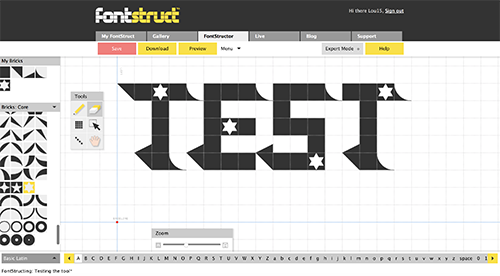 fontstruct™
Hi there Lou15. Sign out
My FontStruct Gallery FontStructor Live Blog Support
Save Download Preview Menu Expert Mode Help
My Bricks
Tools
Bricks: Core
TEST
Zoom
Basic Latin A B C D E F G H I J K L M N O P Q R S T U V W X Y Z a b c d e f g h i j k l m n o p q r s t u v w x y z space 0 1
FontStructing: "Testing the tool"